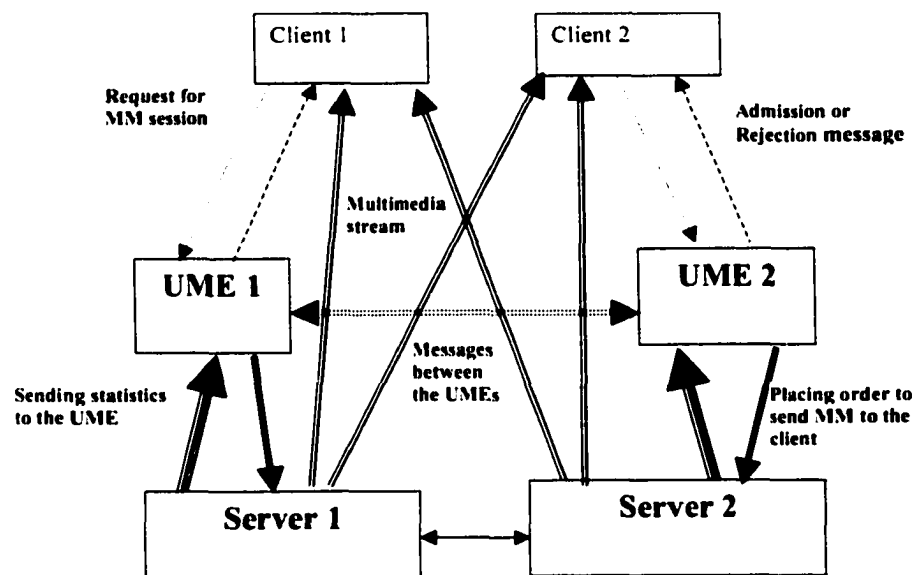 Client 1
Client 2
Request for
MM session
Admission or
Rejection message
Multimedia
stream
UME 1
UME 2
Messages
between
the UMEs
Sending statistics
to the UME
Placing order to
send MM to the
client
Server 1
Server 2